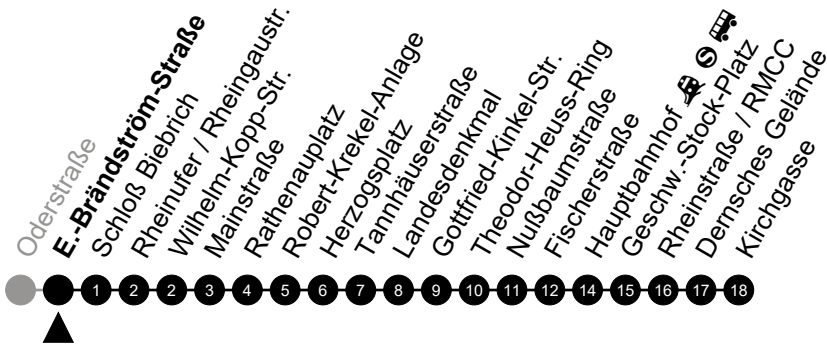 Oderstraße
E.-Brändström-Straße
Schloß Biebrich
Rheinufer / Rheingaustr.
Wilhelm-Kopp-Str.
Mainstraße
Rathenauplatz
Robert-Krekel-Anlage
Herzogsplatz
Tannhäuserstraße
Landesdenkmal
Gottfried-Kinkel-Str.
Theodor-Heuss-Ring
Nußbaumstraße
Fischerstraße
Hauptbahnhof S
Geschw.-Stock-Platz
Rheinstraße / RMCC
Dernsches Gelände
Kirchgasse
1 2 2 3 4 5 6 7 8 9 10 11 12 14 15 16 17 18